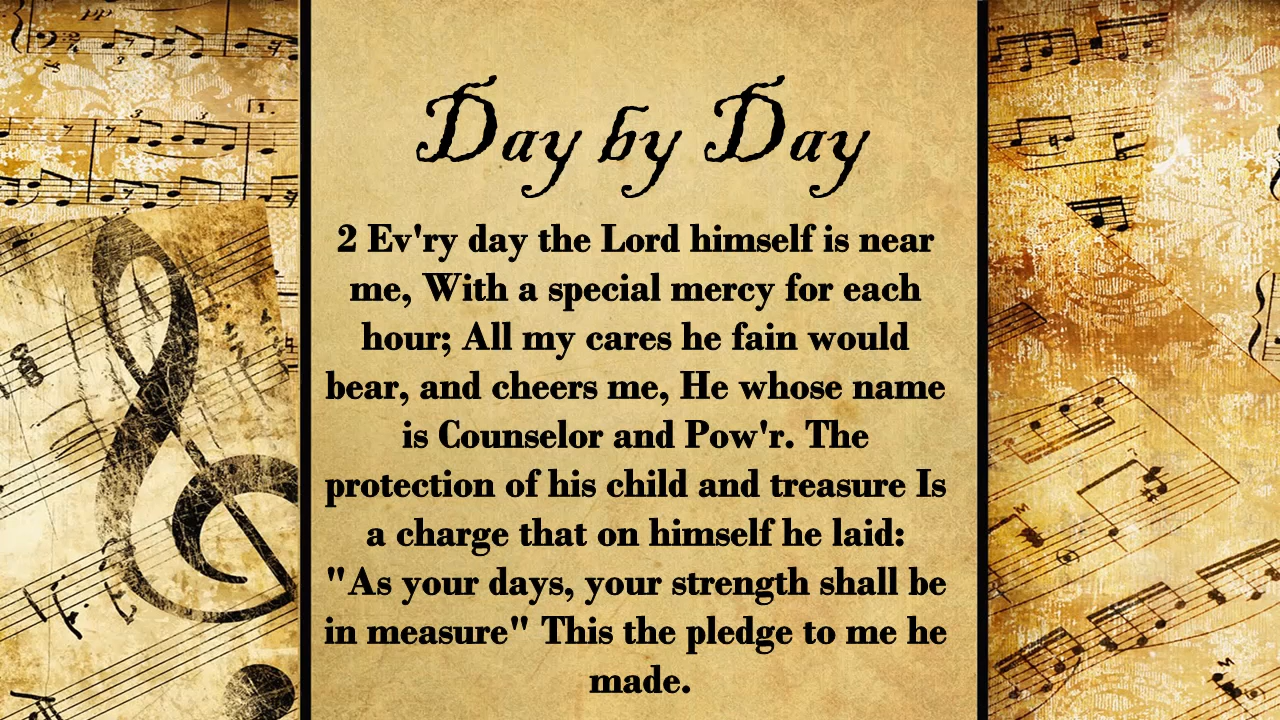 Day by Day
2 Ev'ry day the Lord himself is near
me, With a special mercy for each
hour; All my cares he fain would
bear, and cheers me, He whose name
is Counselor and Pow'r. The
protection of his child and treasure Is
a charge that on himself he laid:
"As your days, your strength shall be
in measure" This the pledge to me he
made.